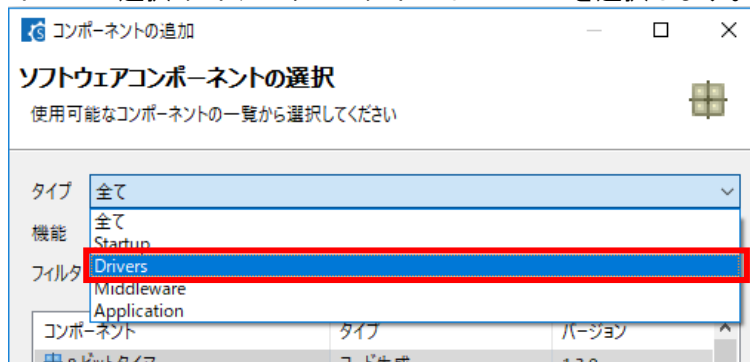 コンポーネントの追加
ソフトウェアコンポーネントの選択
使用可能なコンポーネントの一覧から選択してください
タイプ 全て
全て
機能
Startup
Drivers
フィルタ
Middleware
Application
コンポーネント タイプ バージョン